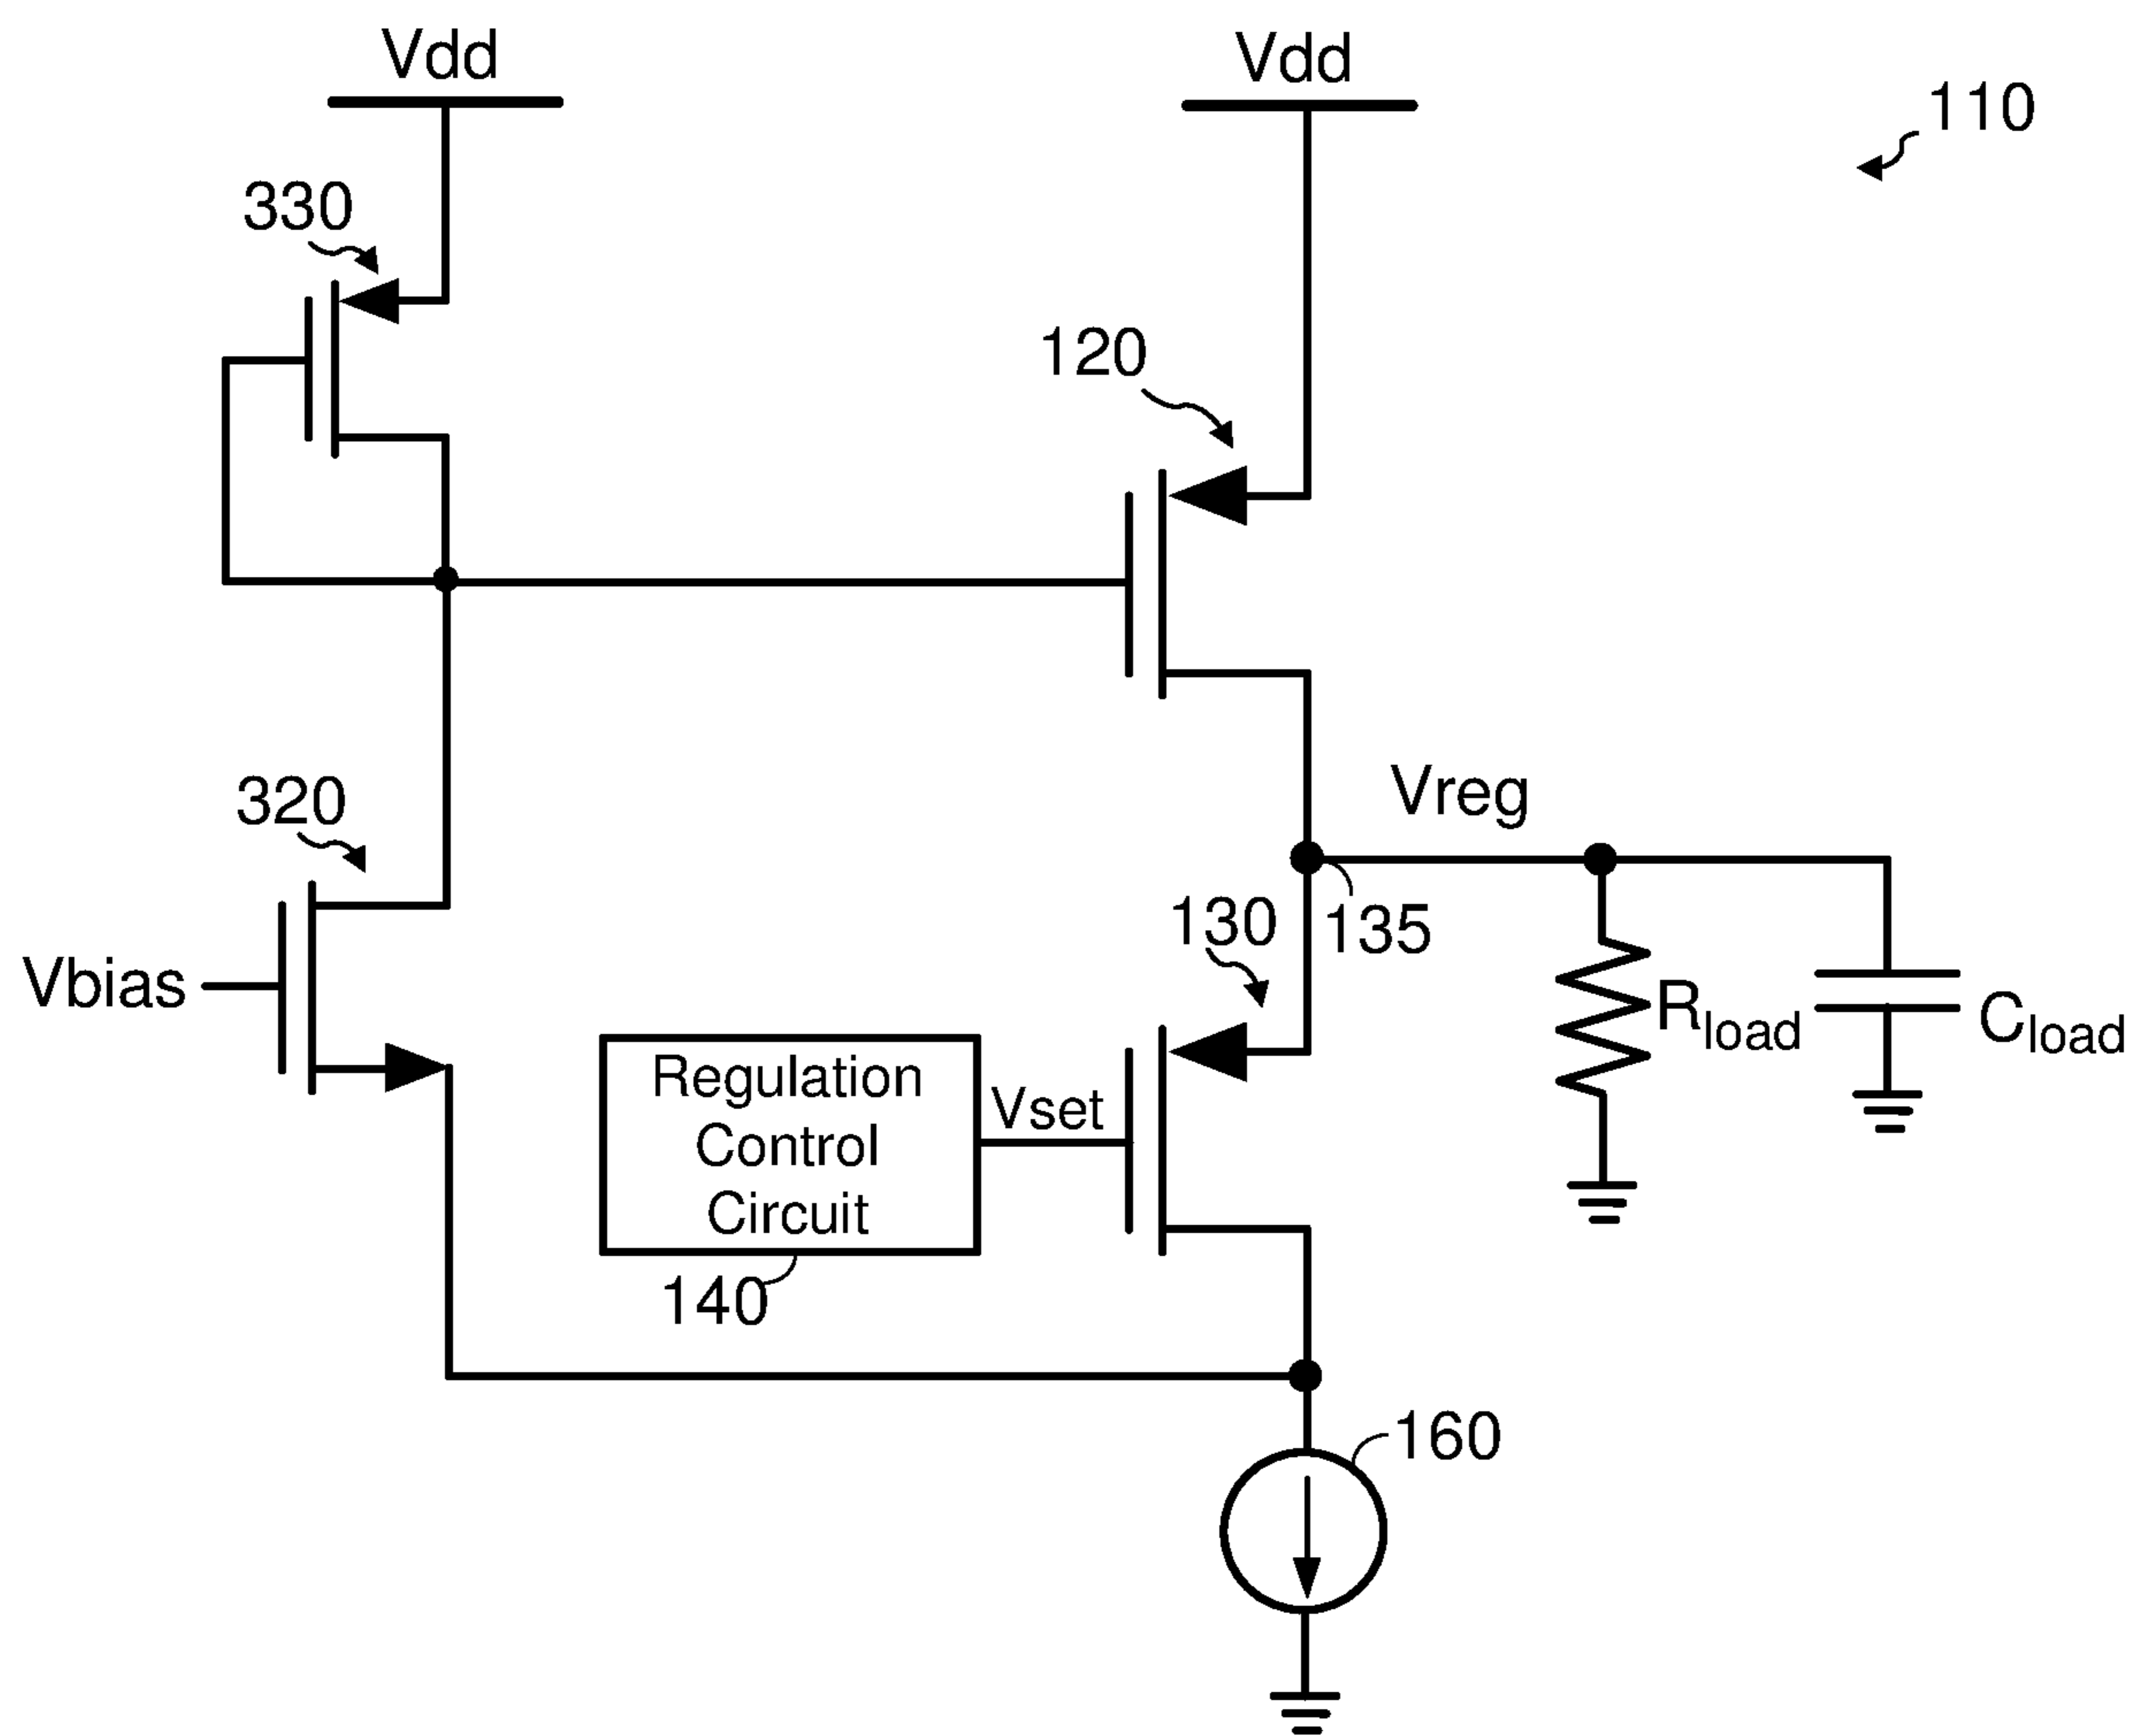 Vdd
Vdd
110
330
120
320
Vreg
130
135
Vbias
Rload
Cload
Regulation
Control
Circuit
Vset
140
160